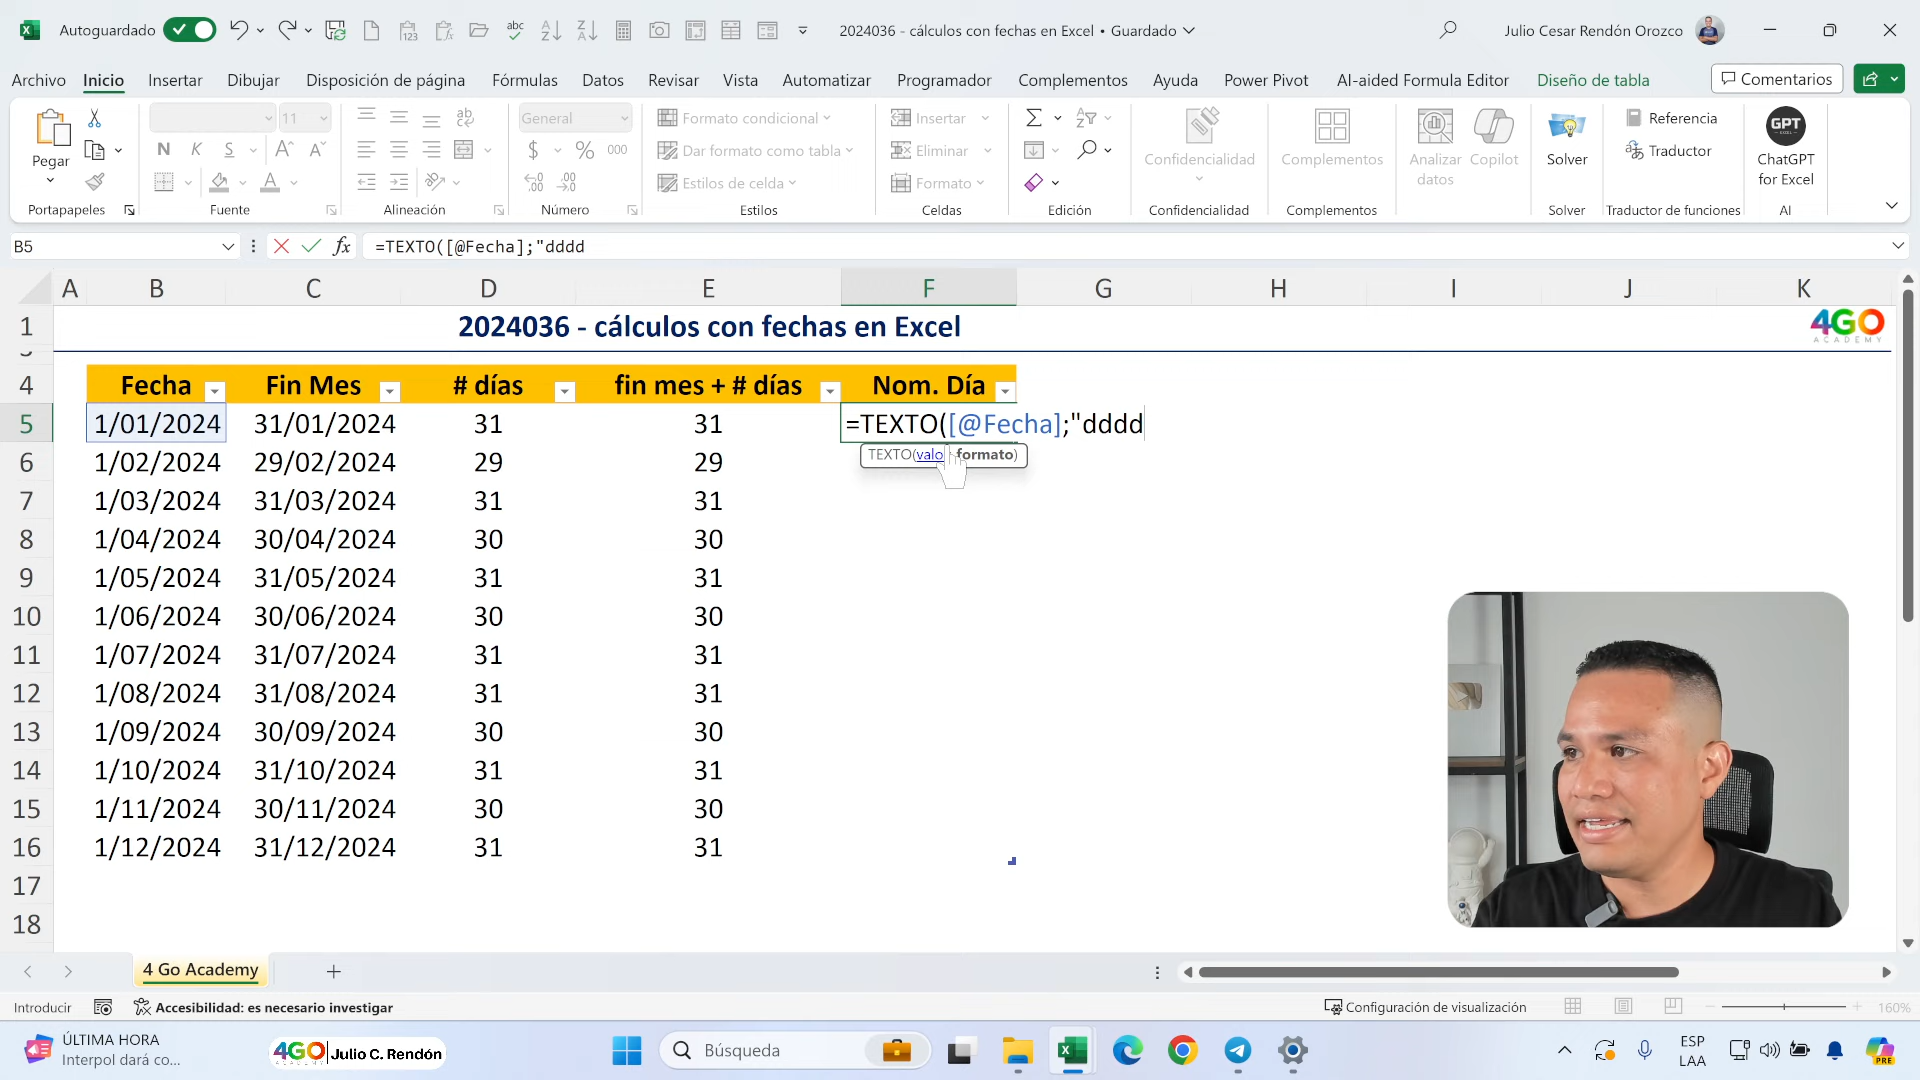 Autoguardado
2024036 - cálculos con fechas en Excel • Guardado
Julio Cesar Rendón Orozco
Archivo Inicio Insertar Dibujar Disposición de página Fórmulas Datos Revisar Vista Automatizar Programador Complementos Ayuda Power Pivot AI-aided Formula Editor Diseño de tabla
Comentarios
Pegar
Portapapeles
11
N K S
Fuente
Alineación
General
$ % 000
Número
Formato condicional
Dar formato como tabla
Estilos de celda
Estilos
Insertar
Eliminar
Formato
Celdas
Edición
Confidencialidad
Confidencialidad
Complementos
Complementos
Analizar datos
Copilot
Solver
Solver
Referencia
Traductor
Traductor de funciones
GPT
ChatGPT for Excel
AI
B5
fx
=TEXTO([@Fecha];"dddd
A B C D E F G H I J K
1 2024036 - cálculos con fechas en Excel
4GO
ACADEMY
4 Fecha Fin Mes # días fin mes + # días Nom. Día
5 1/01/2024 31/01/2024 31 31 =TEXTO([@Fecha];"dddd
TEXTO(valo formato)
6 1/02/2024 29/02/2024 29 29
7 1/03/2024 31/03/2024 31 31
8 1/04/2024 30/04/2024 30 30
9 1/05/2024 31/05/2024 31 31
10 1/06/2024 30/06/2024 30 30
11 1/07/2024 31/07/2024 31 31
12 1/08/2024 31/08/2024 31 31
13 1/09/2024 30/09/2024 30 30
14 1/10/2024 31/10/2024 31 31
15 1/11/2024 30/11/2024 30 30
16 1/12/2024 31/12/2024 31 31
17
18
4 Go Academy
Introducir
Accesibilidad: es necesario investigar
Configuración de visualización
160%
ÚLTIMA HORA
Interpol dará co...
4GO Julio C. Rendón
Búsqueda
ESP
LAA
PRE